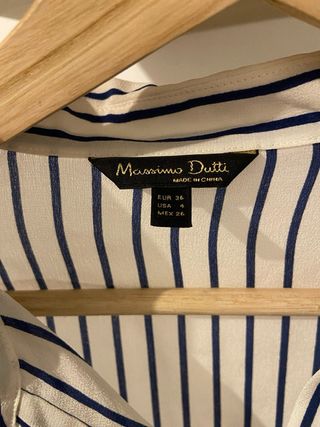 Massimo Dutti
MADE IN CHINA
EUR 36
USA 4
MEX 26